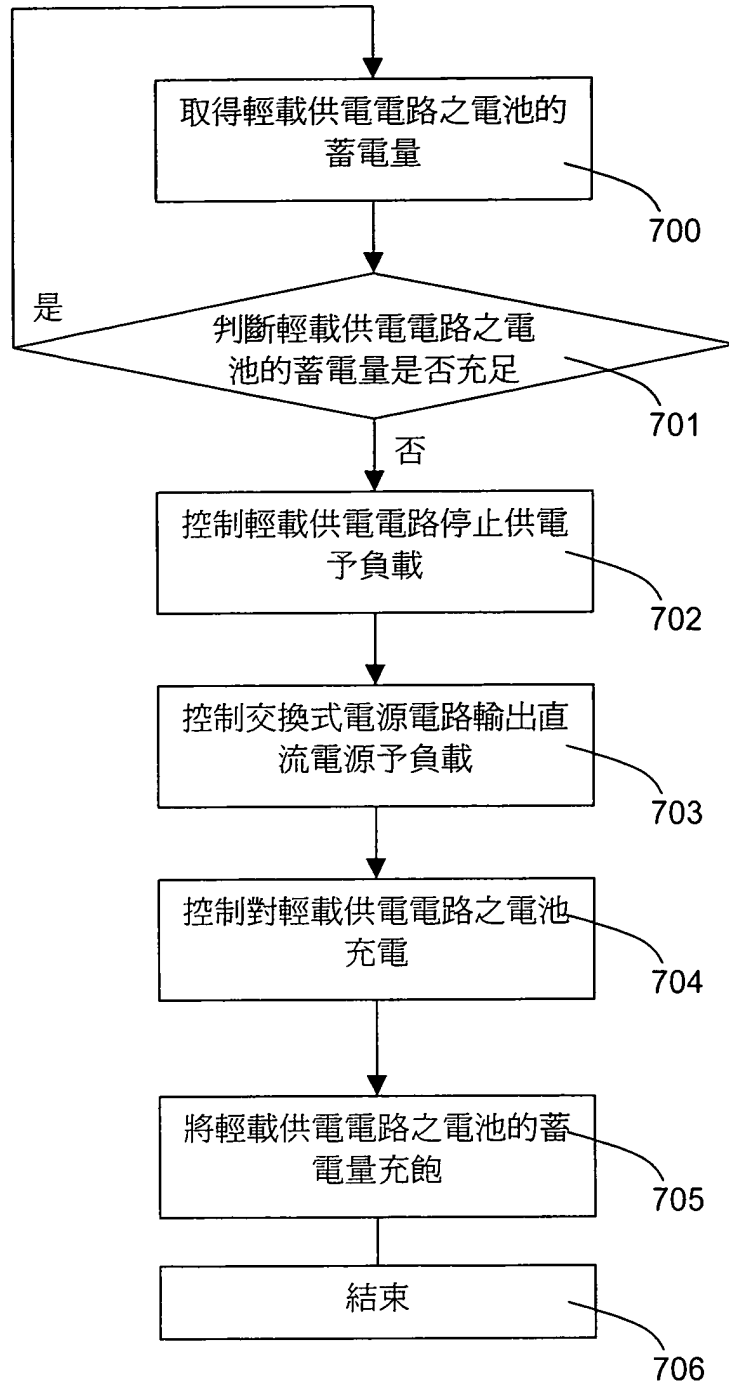 取得輕載供電電路之電池的
蓄電量
700
是
判斷輕載供電電路之電
池的蓄電量是否充足
701
否
控制輕載供電電路停止供電
予負載
702
控制交換式電源電路輸出直
流電源予負載
703
控制對輕載供電電路之電池
充電
704
將輕載供電電路之電池的蓄
電量充飽
705
結束
706